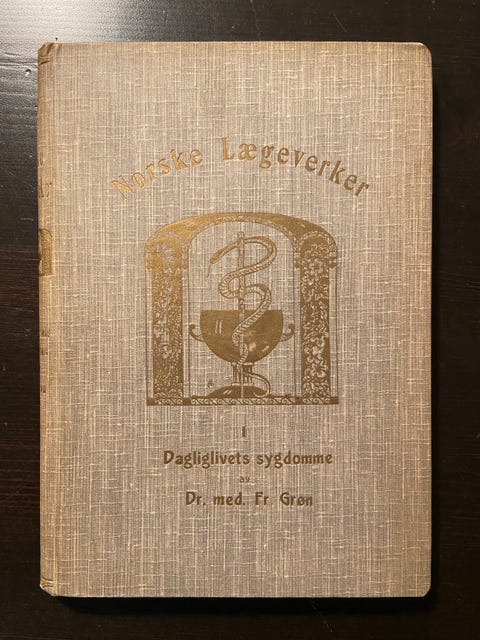 Norske Lægeverker
I
Dagliglivets sygdomme
av
Dr. med. Fr Grøn